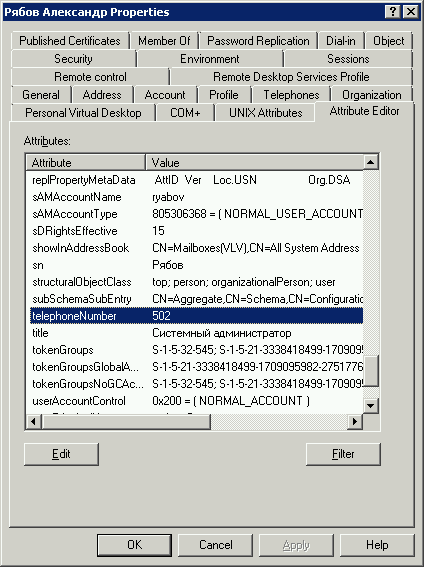 Рябов Александр Properties
Published Certificates Member Of Password Replication Dial-in Object
Security Environment Sessions
Remote control Remote Desktop Services Profile
General Address Account Profile Telephones Organization
Personal Virtual Desktop COM+ UNIX Attributes Attribute Editor
Attributes:
Attribute Value
replPropertyMetaData AttID Ver Loc.USN Org.DSA
sAMAccountName ryabov
sAMAccountType 805306368 = ( NORMAL_USER_ACCOUNT
sDRightsEffective 15
showInAddressBook CN=Mailboxes(VLV),CN=All System Address
sn Рябов
structuralObjectClass top; person; organizationalPerson; user
subSchemaSubEntry CN=Aggregate,CN=Schema,CN=Configuratio
telephoneNumber 502
title Системный администратор
tokenGroups S-1-5-32-545; S-1-5-21-3338418499-1709095
tokenGroupsGlobalA... S-1-5-21-3338418499-1709095982-2751776
tokenGroupsNoGCAc... S-1-5-32-545; S-1-5-21-3338418499-1709095
userAccountControl 0x200 = ( NORMAL_ACCOUNT )
Edit Filter
OK Cancel Apply Help